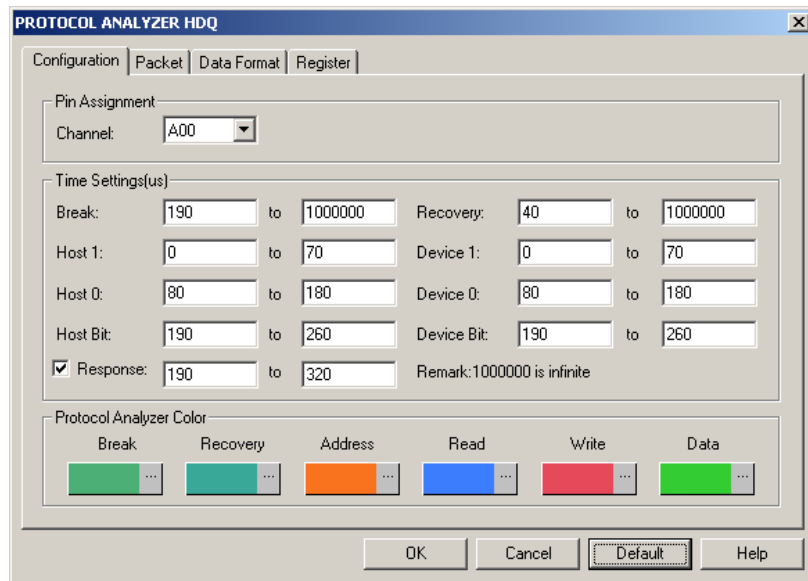 PROTOCOL ANALYZER HDQ
Configuration Packet Data Format Register
Pin Assignment
Channel: A00
Time Settings(us)
Break: 190 to 1000000 Recovery: 40 to 1000000
Host 1: 0 to 70 Device 1: 0 to 70
Host 0: 80 to 180 Device 0: 80 to 180
Host Bit: 190 to 260 Device Bit: 190 to 260
Response: 190 to 320 Remark:1000000 is infinite
Protocol Analyzer Color
Break Recovery Address Read Write Data
... ... ... ... ... ...
OK Cancel Default Help